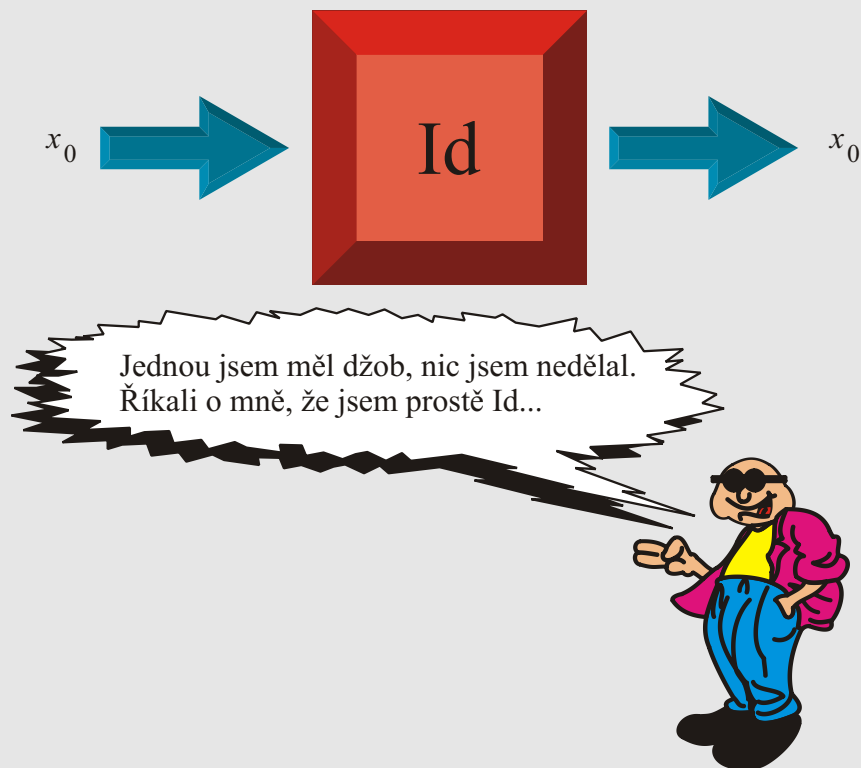 x₀ Id x₀
Jednou jsem měl džob, nic jsem nedělal.
Říkali o mně, že jsem prostě Id...